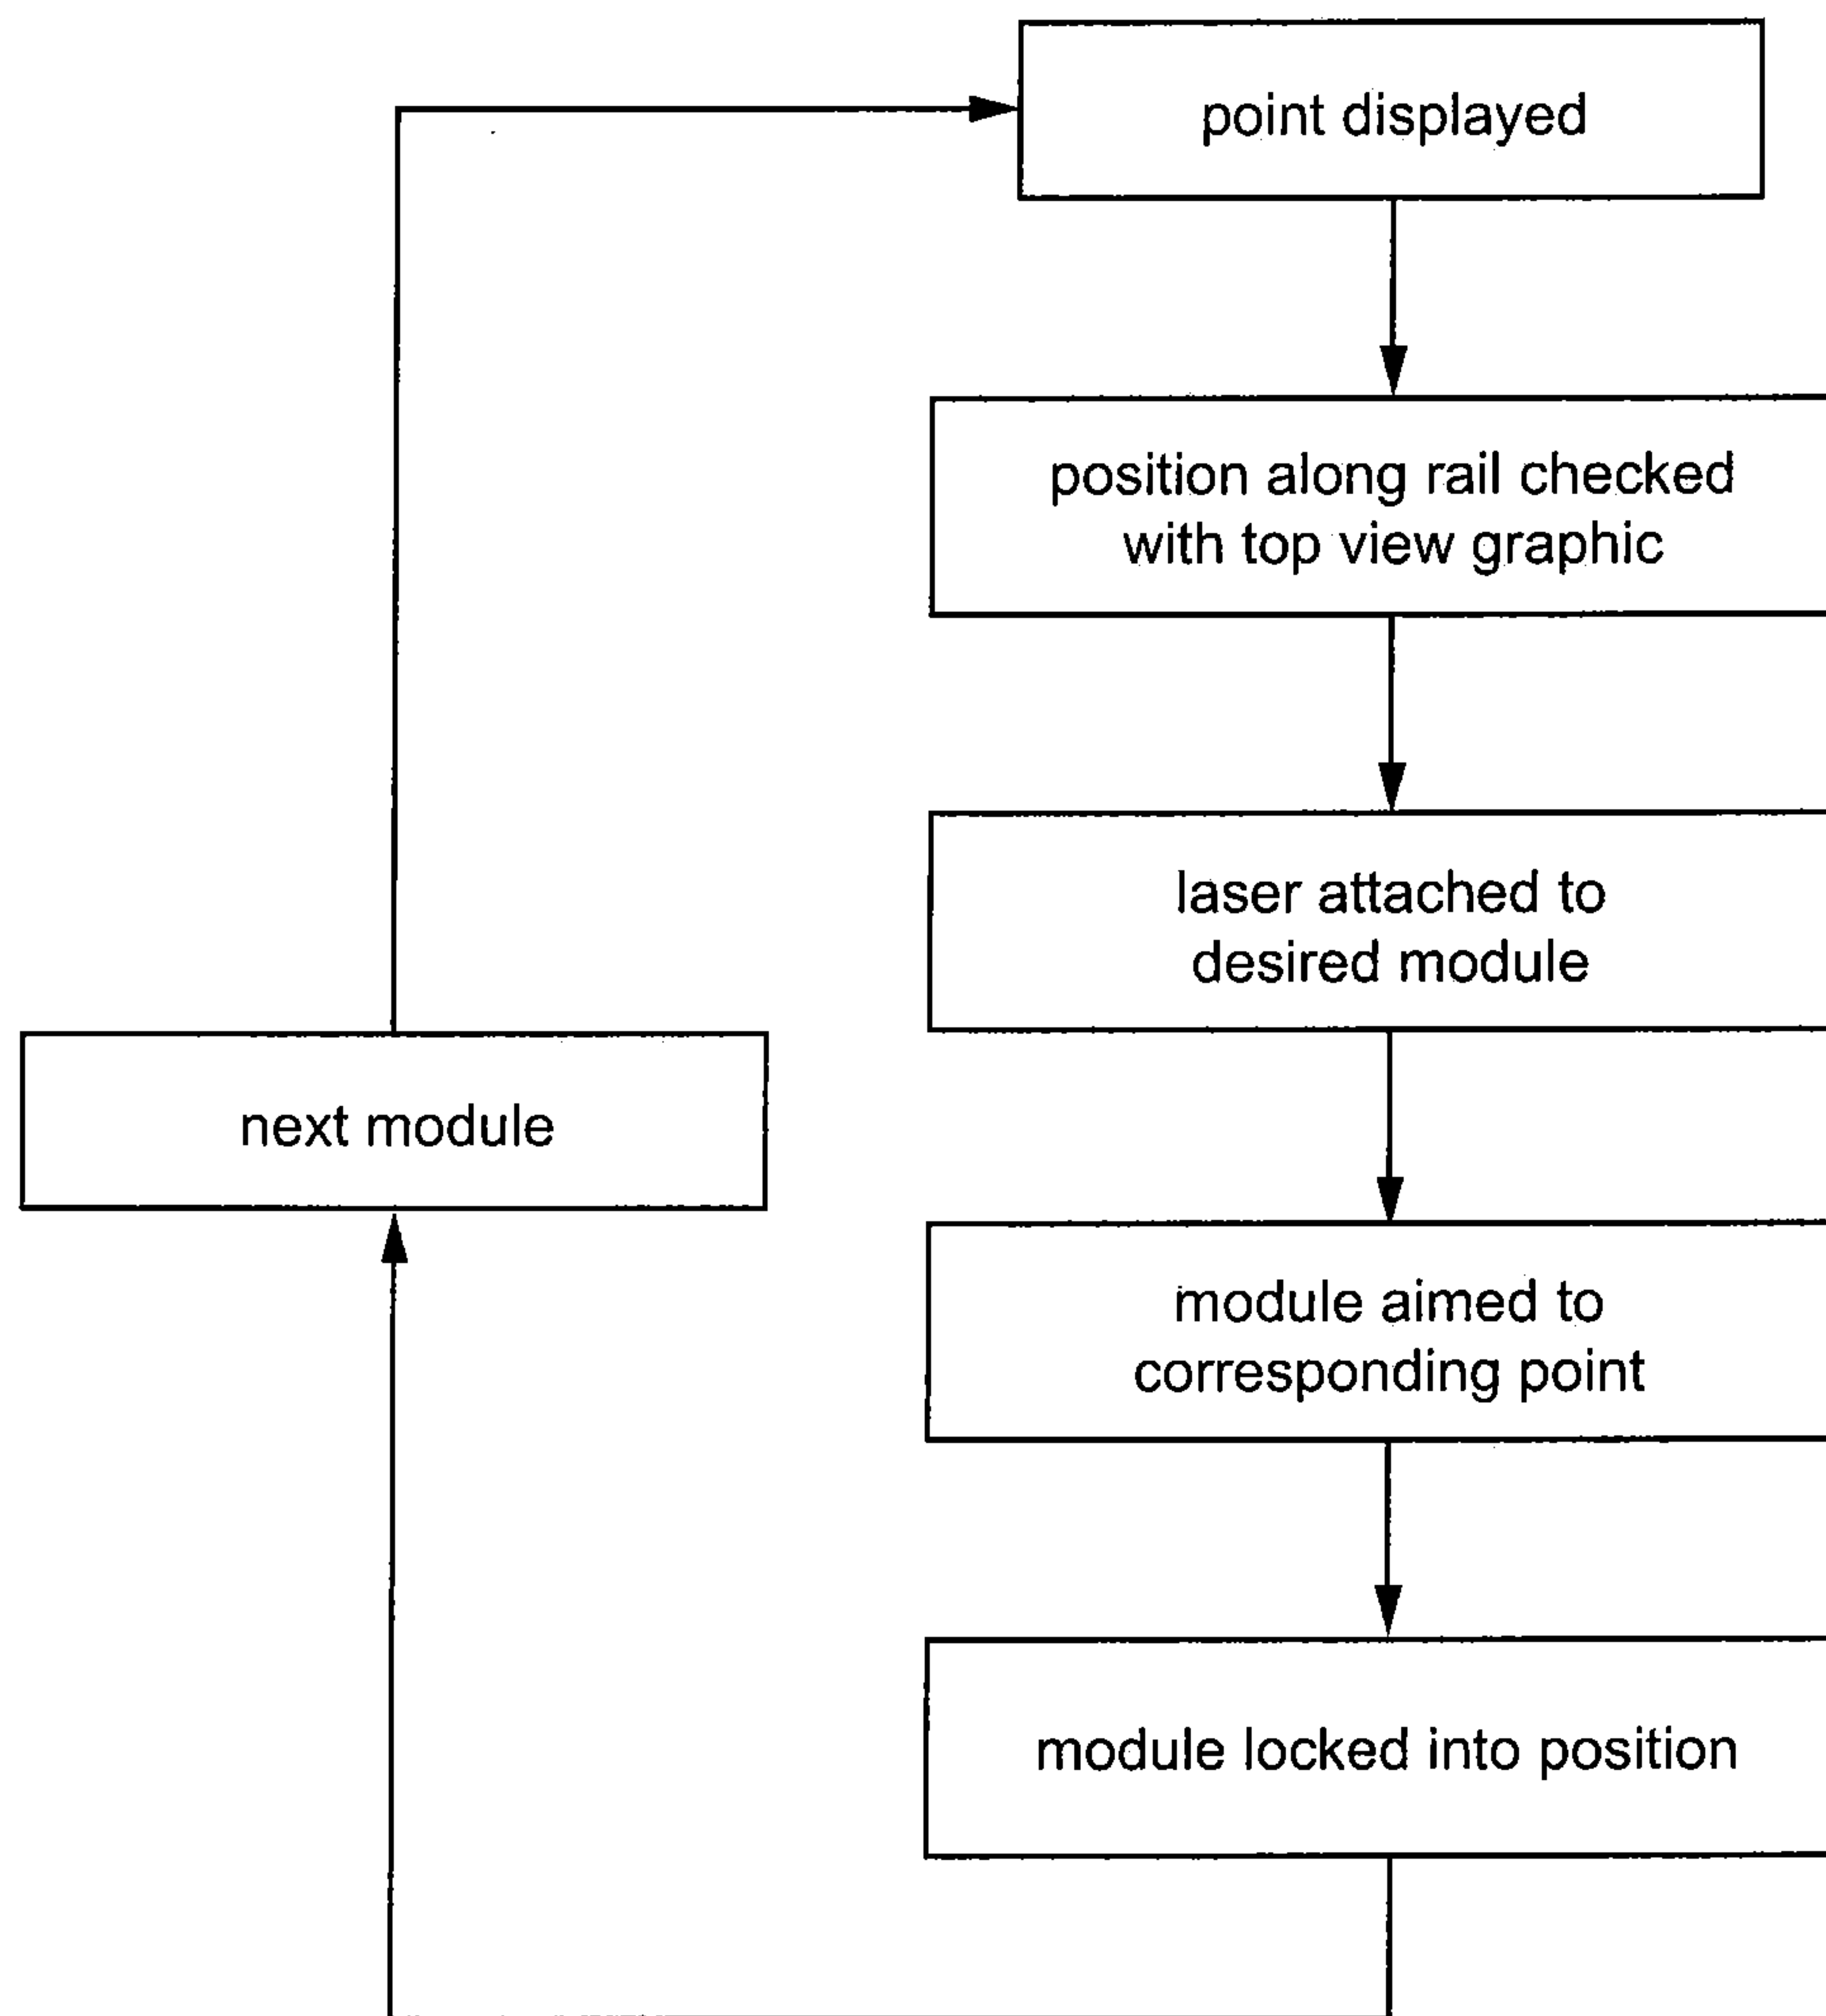 point displayed
position along rail checked
with top view graphic
laser attached to
desired module
next module
module aimed to
corresponding point
module locked into position